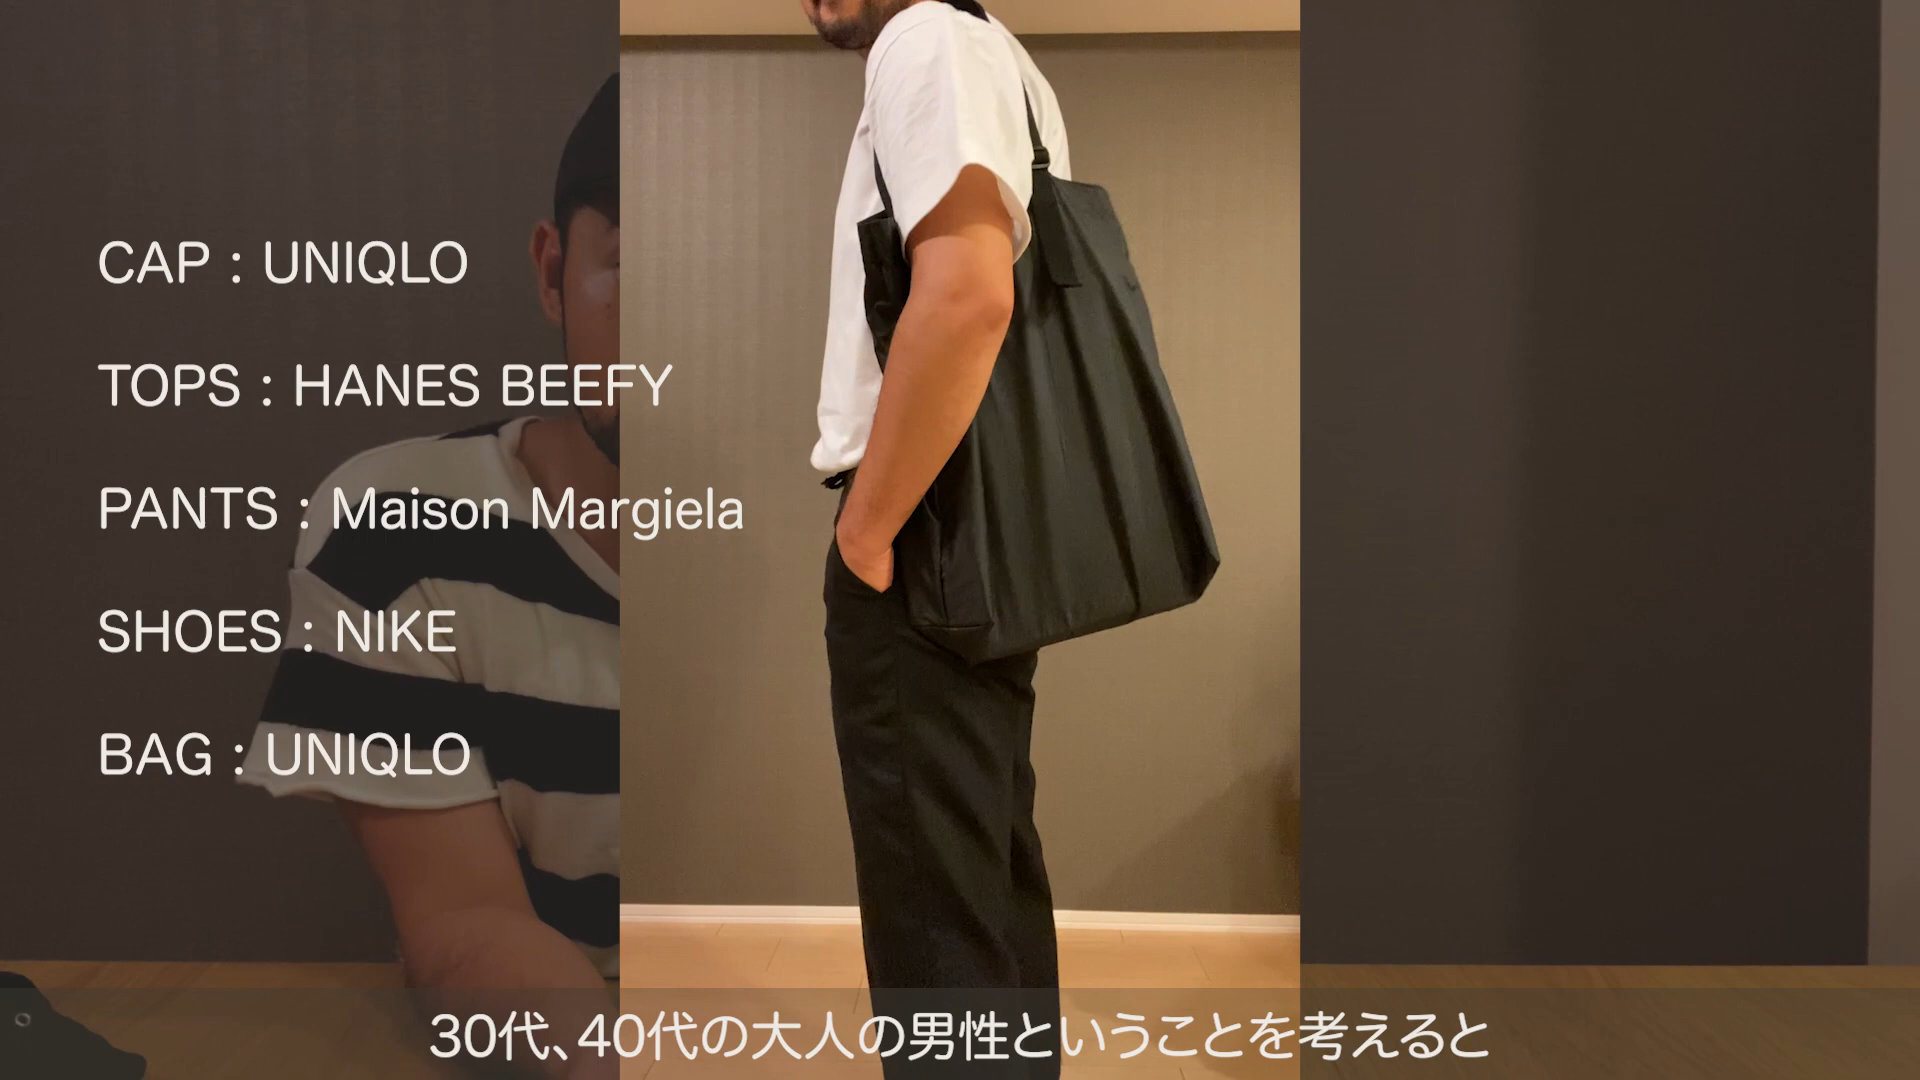 CAP : UNIQLO
TOPS : HANES BEEFY
PANTS : Maison Margiela
SHOES : NIKE
BAG : UNIQLO
30代、40代の大人の男性ということを考えると